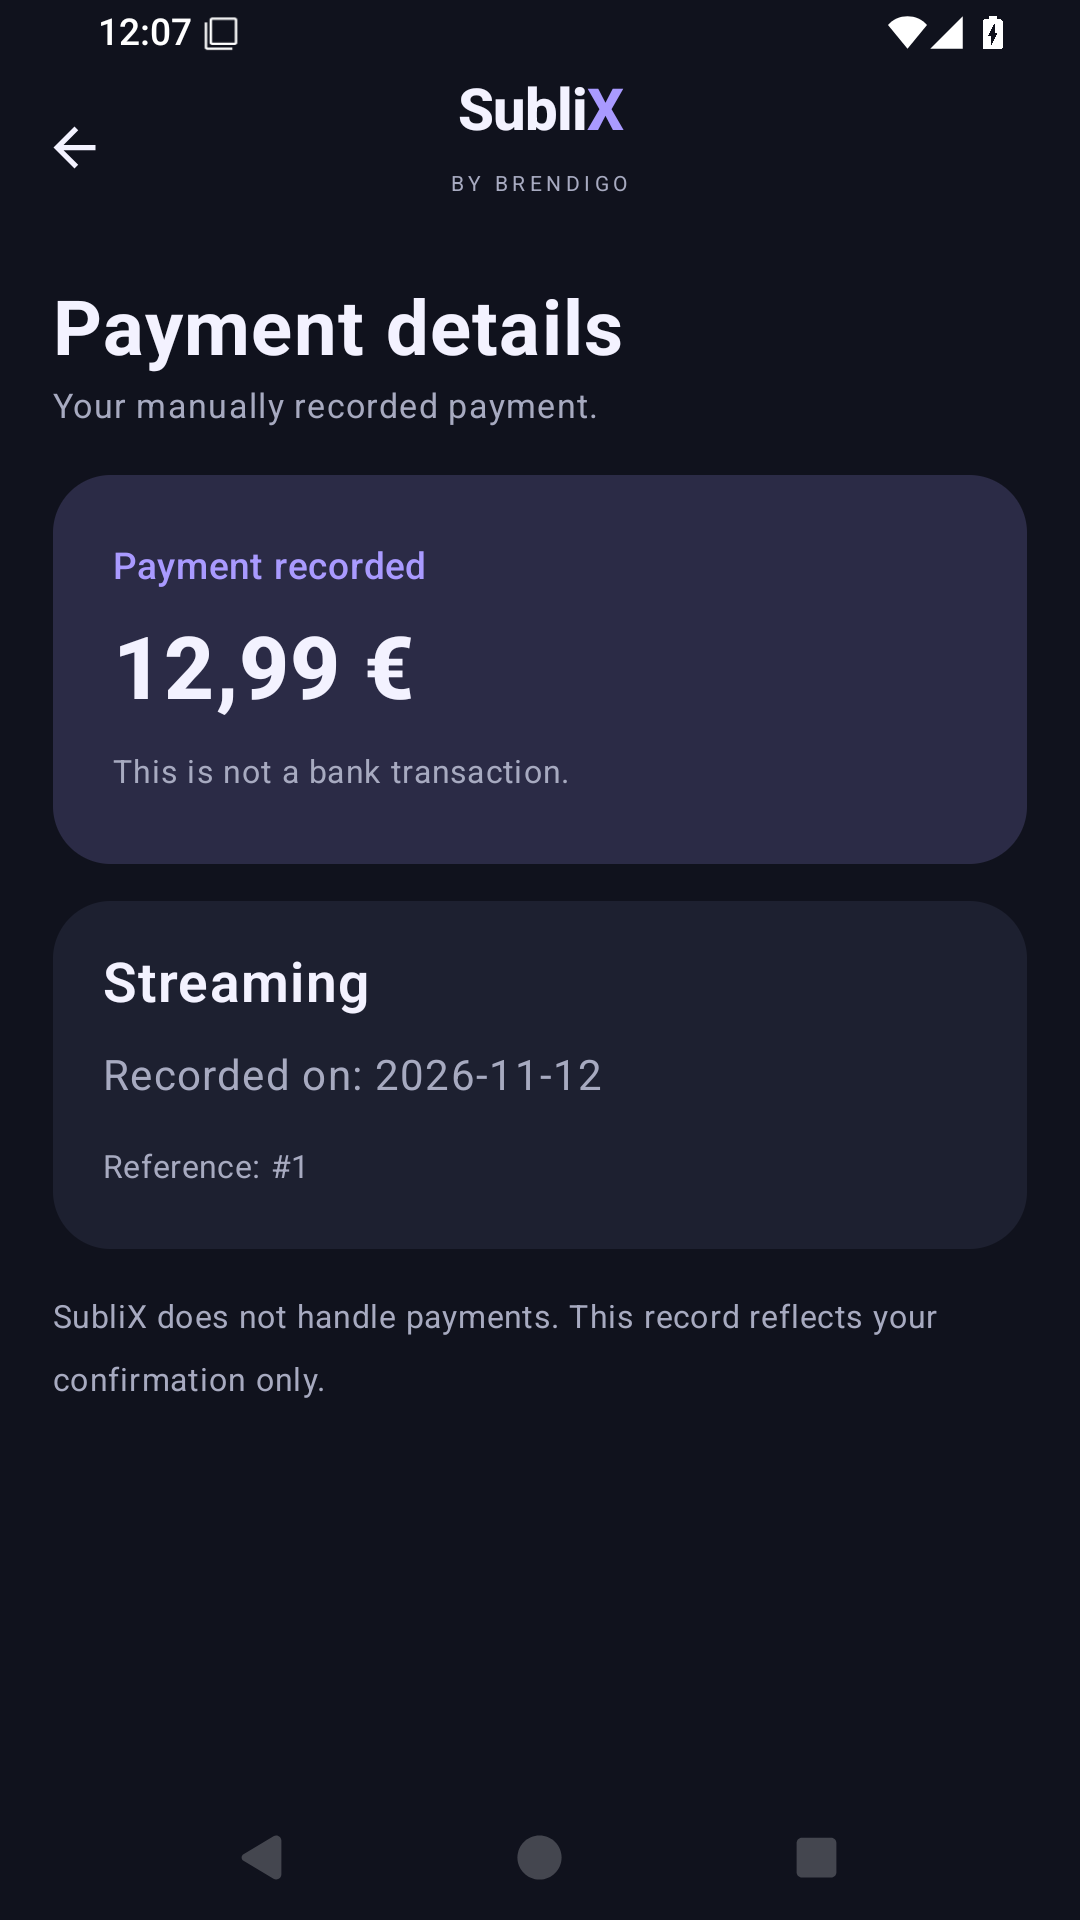 12:07
SubliX
BY BRENDIGO
Payment details
Your manually recorded payment.
Payment recorded
12,99 €
This is not a bank transaction.
Streaming
Recorded on: 2026-11-12
Reference: #1
SubliX does not handle payments. This record reflects your
confirmation only.